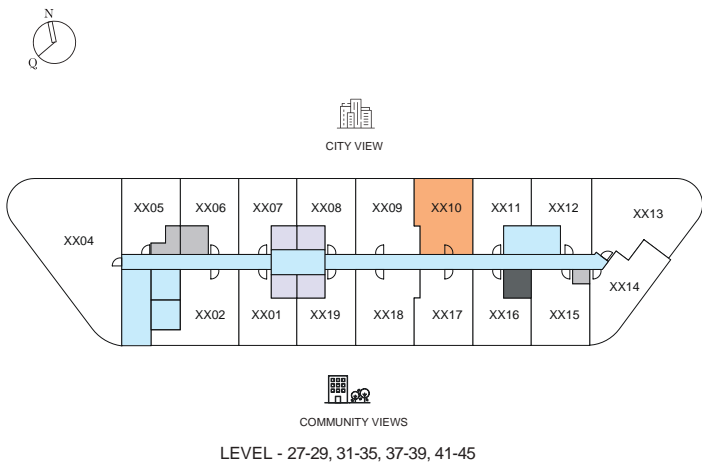 N
Q
CITY VIEW
XX05 XX06 XX07 XX08 XX09 XX10 XX11 XX12 XX13
XX04
XX14
XX02 XX01 XX19 XX18 XX17 XX16 XX15
COMMUNITY VIEWS
LEVEL - 27-29, 31-35, 37-39, 41-45